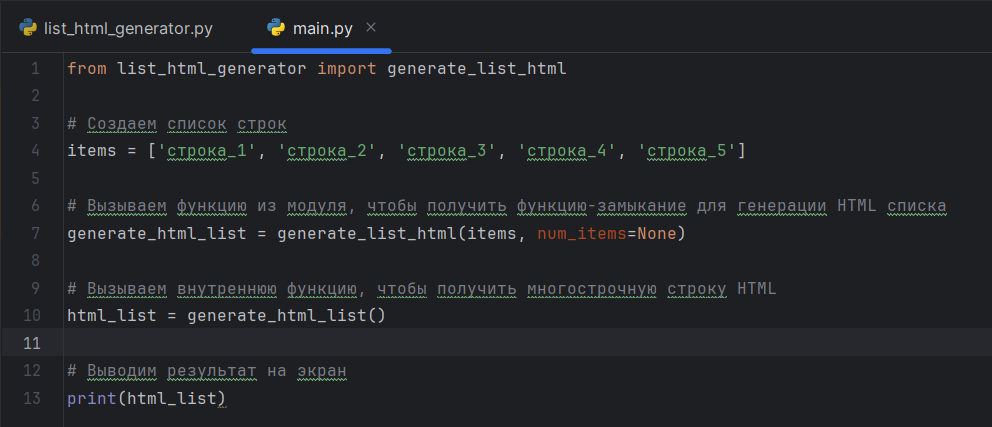 list_html_generator.py main.py
1 from list_html_generator import generate_list_html
2
3 # Создаем список строк
4 items = ['строка_1', 'строка_2', 'строка_3', 'строка_4', 'строка_5']
5
6 # Вызываем функцию из модуля, чтобы получить функцию-замыкание для генерации HTML списка
7 generate_html_list = generate_list_html(items, num_items=None)
8
9 # Вызываем внутреннюю функцию, чтобы получить многострочную строку HTML
10 html_list = generate_html_list()
11
12 # Выводим результат на экран
13 print(html_list)